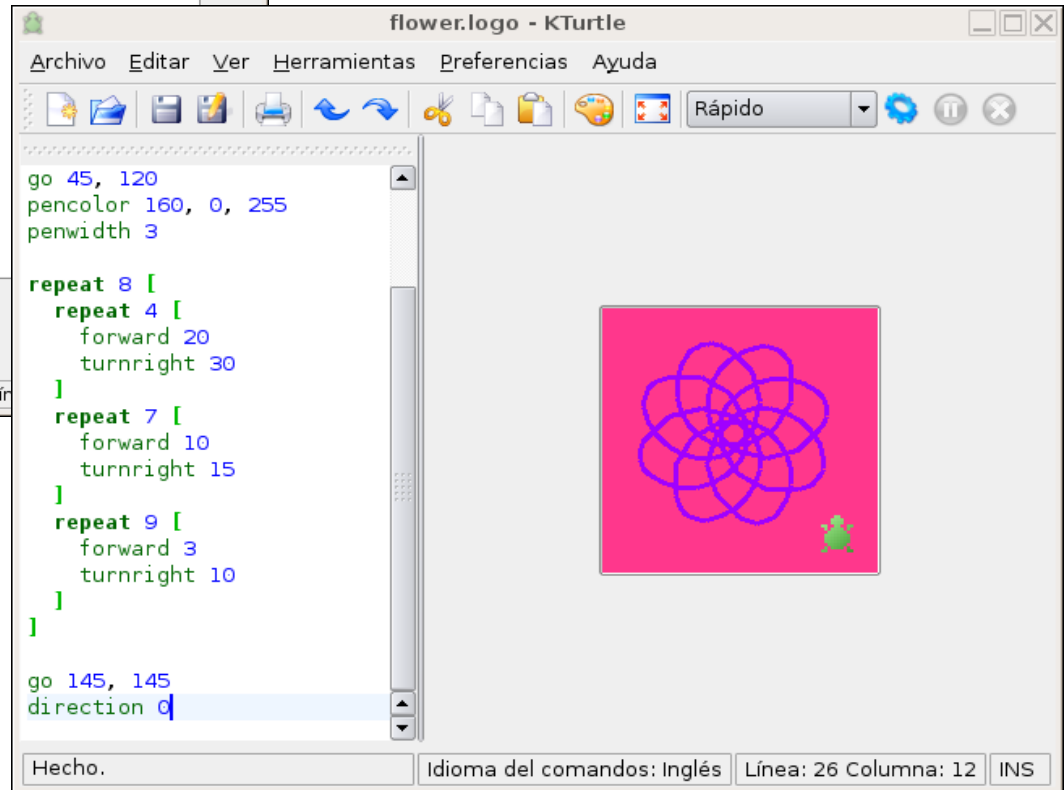 flower.logo - KTurtle
Archivo Editar Ver Herramientas Preferencias Ayuda
Rápido
go 45, 120
pencolor 160, 0, 255
penwidth 3
repeat 8 [
repeat 4 [
forward 20
turnright 30
]
repeat 7 [
forward 10
turnright 15
]
repeat 9 [
forward 3
turnright 10
]
]
go 145, 145
direction 0
Hecho.
Idioma del comandos: Inglés
Línea: 26 Columna: 12
INS